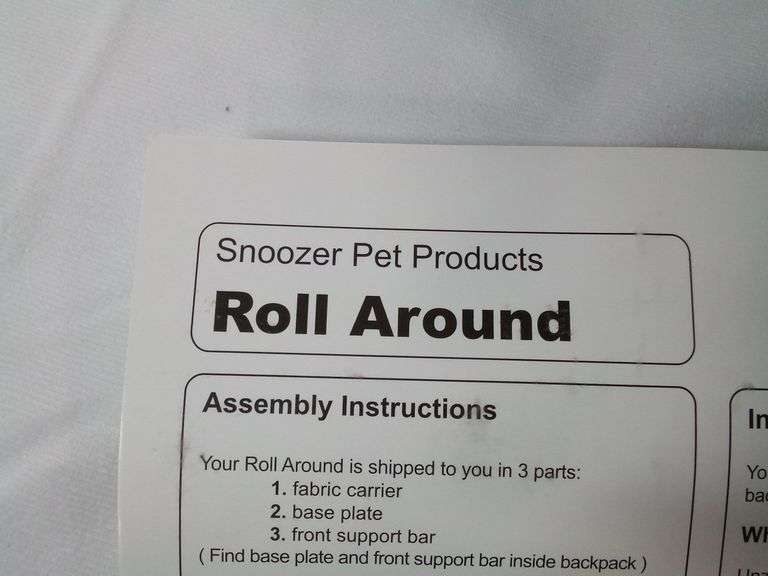 Snoozer Pet Products
Roll Around
Assembly Instructions
Your Roll Around is shipped to you in 3 parts:
1. fabric carrier
2. base plate
3. front support bar
( Find base plate and front support bar inside backpack )